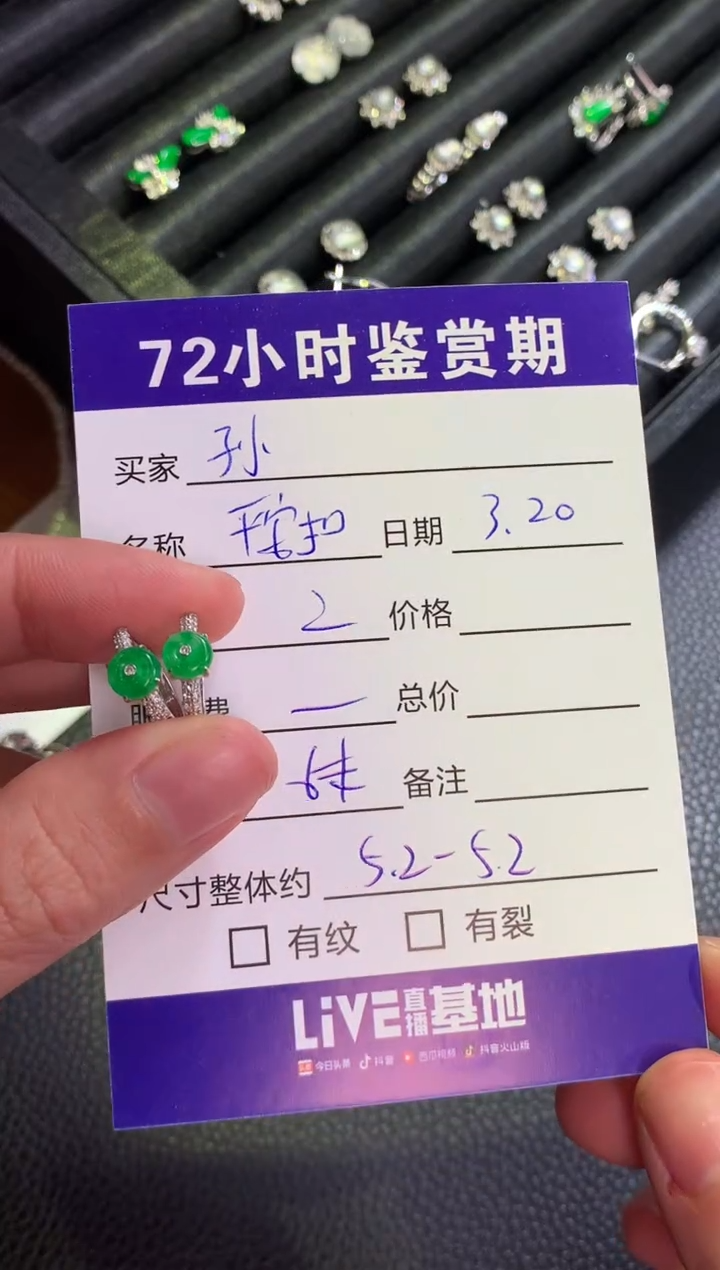 72小时鉴赏期
买家 孙
名称 平安扣 日期 3.20
2 价格
服 费 — 总价
备注
尺寸整体约 5.2-5.2
□ 有纹 □ 有裂
LiVE直播基地
今日头条 抖音 西瓜视频 抖音火山版